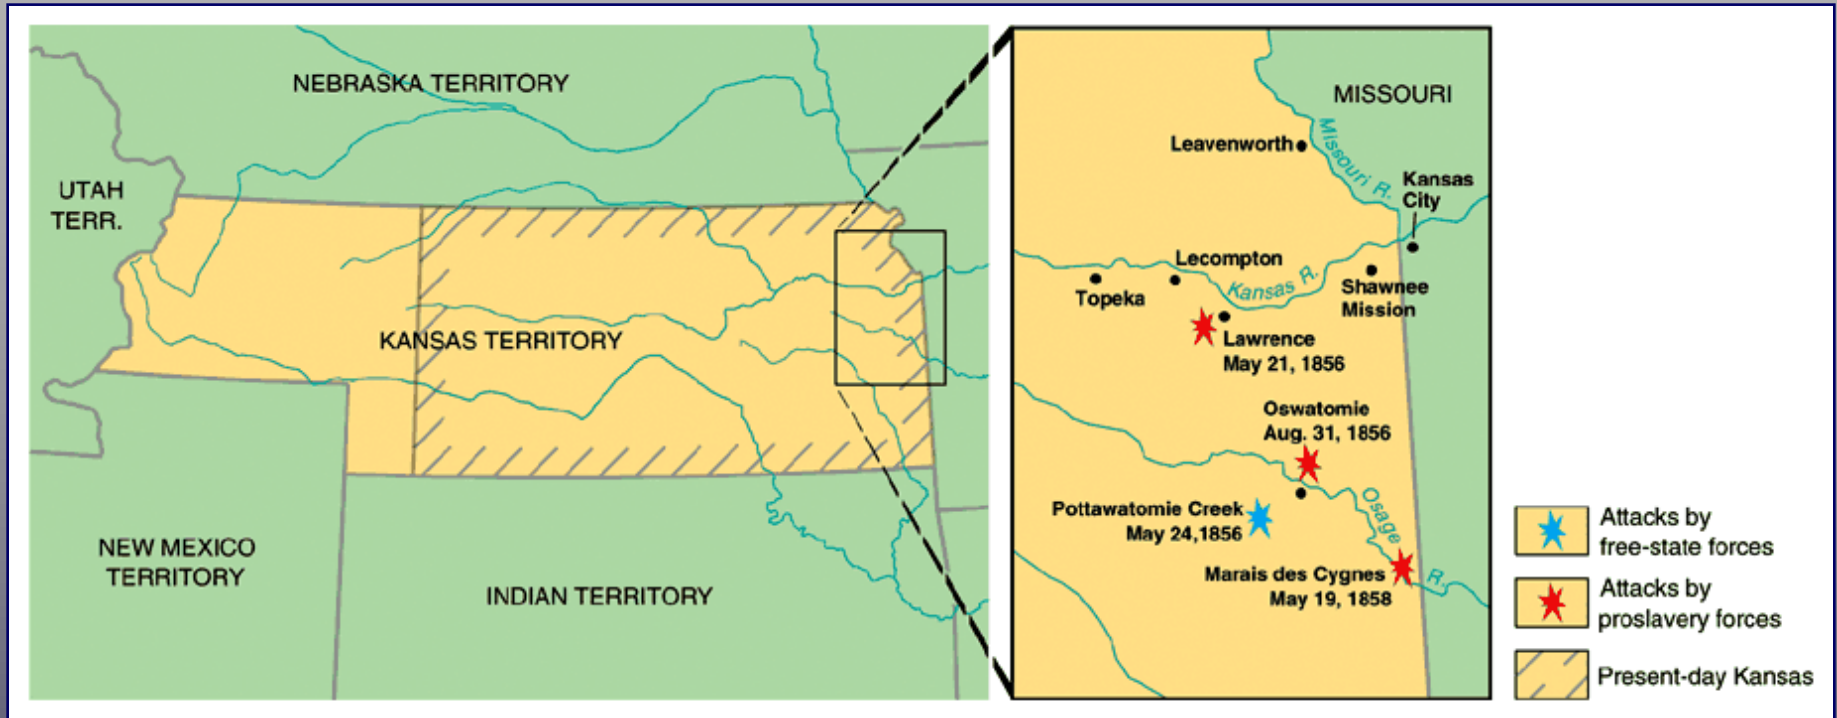 NEBRASKA TERRITORY
UTAH
TERR.
KANSAS TERRITORY
NEW MEXICO
TERRITORY
INDIAN TERRITORY
MISSOURI
Missouri R.
Leavenworth
Kansas
City
Lecompton
Kansas R.
Topeka
Shawnee
Mission
Lawrence
May 21, 1856
Oswatomie
Aug. 31, 1856
Pottawatomie Creek
May 24,1856
Osage R.
Marais des Cygnes
May 19, 1858
Attacks by
free-state forces
Attacks by
proslavery forces
Present-day Kansas